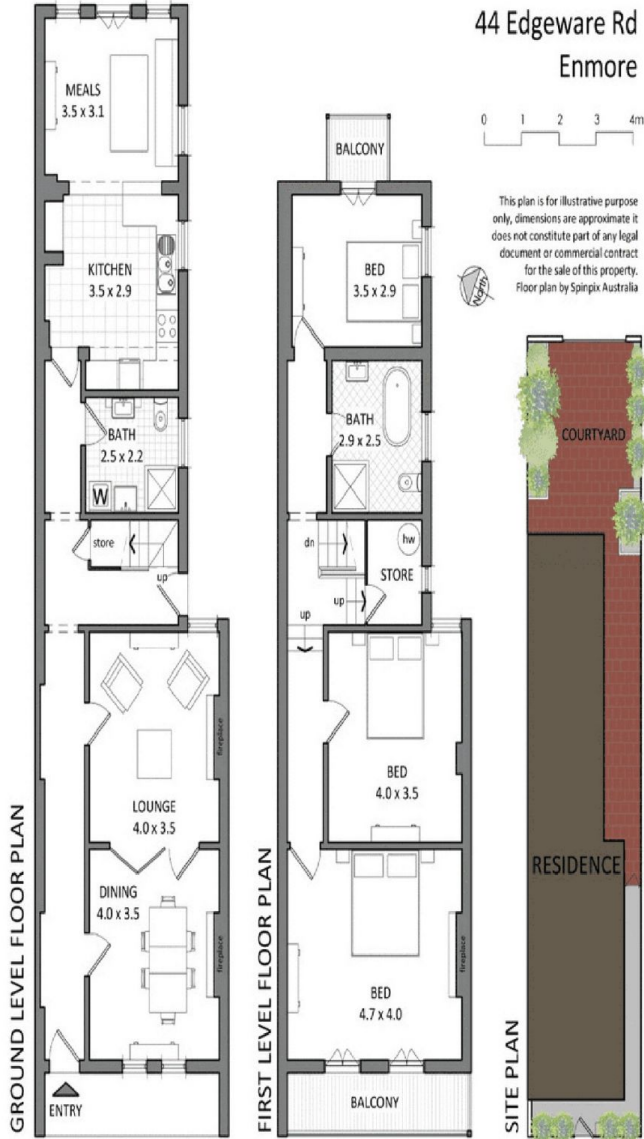 44 Edgeware Rd
Enmore
0 1 2 3 4m
This plan is for illustrative purpose
only, dimensions are approximate it
does not constitute part of any legal
document or commercial contract
for the sale of this property.
Floor plan by Spinpix Australia
North
GROUND LEVEL FLOOR PLAN
MEALS
3.5 x 3.1
KITCHEN
3.5 x 2.9
BATH
2.5 x 2.2
W
store
up
fireplace
LOUNGE
4.0 x 3.5
DINING
4.0 x 3.5
fireplace
ENTRY
FIRST LEVEL FLOOR PLAN
BALCONY
BED
3.5 x 2.9
BATH
2.9 x 2.5
dn
hw
STORE
up
up
BED
4.0 x 3.5
fireplace
BED
4.7 x 4.0
BALCONY
SITE PLAN
COURTYARD
RESIDENCE